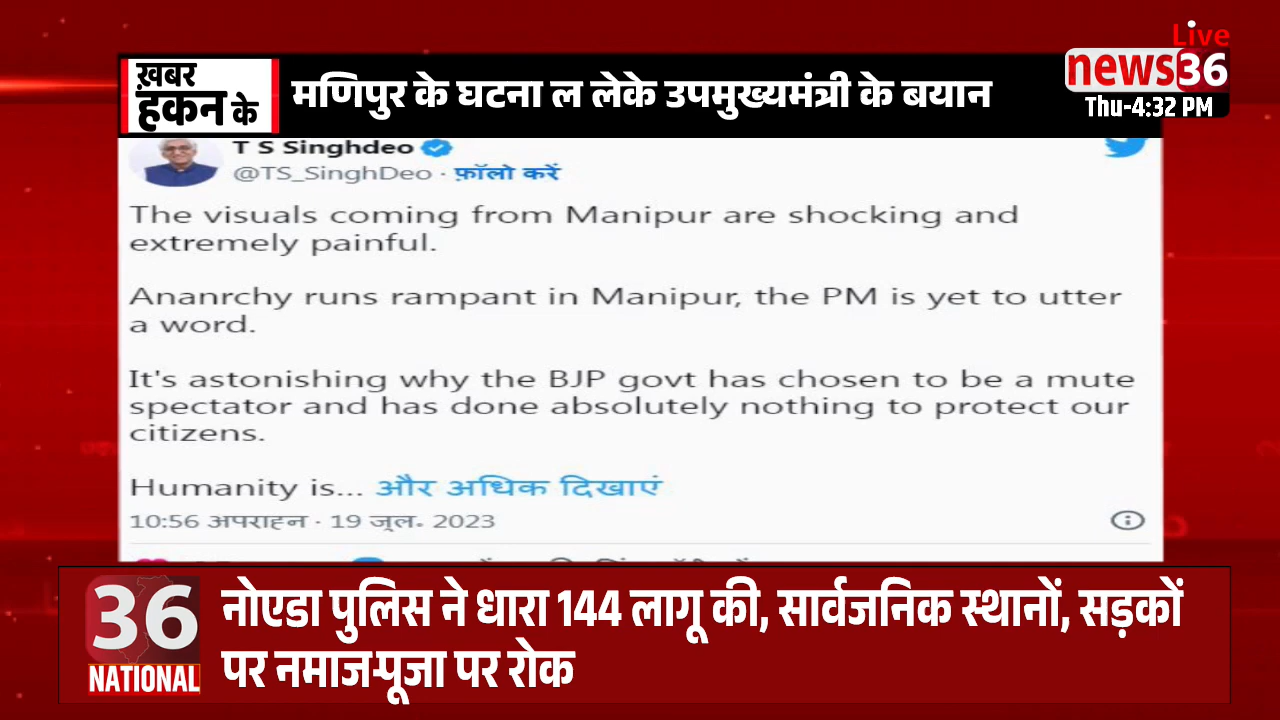 Live
news36
Thu-4:32 PM
ख़बर
हंकन के
मणिपुर के घटना ल लेके उपमुख्यमंत्री के बयान
T S Singhdeo
@TS_SinghDeo · फ़ॉलो करें
The visuals coming from Manipur are shocking and
extremely painful.
Ananrchy runs rampant in Manipur, the PM is yet to utter
a word.
It's astonishing why the BJP govt has chosen to be a mute
spectator and has done absolutely nothing to protect our
citizens.
Humanity is... और अधिक दिखाएं
10:56 अपराह्न · 19 जुल॰ 2023
36
NATIONAL
नोएडा पुलिस ने धारा 144 लागू की, सार्वजनिक स्थानों, सड़कों
पर नमाज-पूजा पर रोक